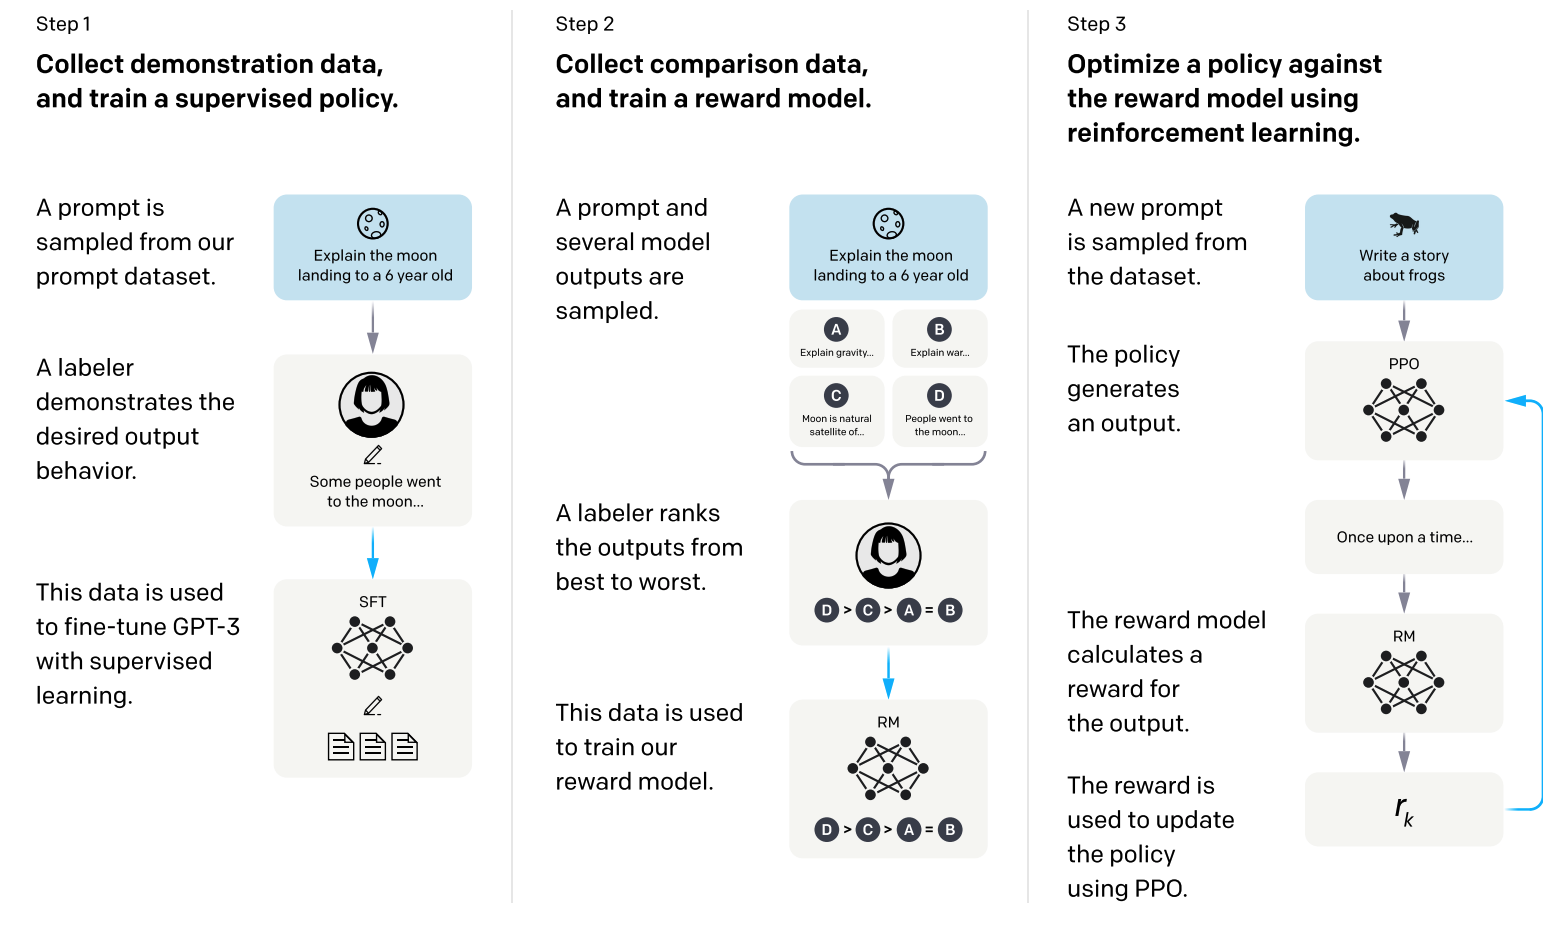 Step 1
Collect demonstration data,
and train a supervised policy.
A prompt is
sampled from our
prompt dataset.
Explain the moon
landing to a 6 year old
A labeler
demonstrates the
desired output
behavior.
Some people went
to the moon...
This data is used
to fine-tune GPT-3
with supervised
learning.
SFT
Step 2
Collect comparison data,
and train a reward model.
A prompt and
several model
outputs are
sampled.
Explain the moon
landing to a 6 year old
A
Explain gravity...
B
Explain war...
C
Moon is natural
satellite of...
D
People went to
the moon...
A labeler ranks
the outputs from
best to worst.
D > C > A = B
This data is used
to train our
reward model.
RM
D > C > A = B
Step 3
Optimize a policy against
the reward model using
reinforcement learning.
A new prompt
is sampled from
the dataset.
Write a story
about frogs
The policy
generates
an output.
PPO
Once upon a time...
The reward model
calculates a
reward for
the output.
RM
The reward is
used to update
the policy
using PPO.
r_k